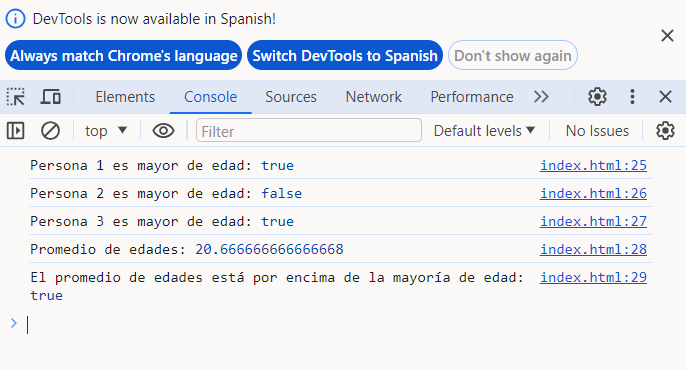 DevTools is now available in Spanish!
Always match Chrome's language Switch DevTools to Spanish Don't show again
Elements Console Sources Network Performance
top Filter Default levels No Issues
Persona 1 es mayor de edad: true index.html:25
Persona 2 es mayor de edad: false index.html:26
Persona 3 es mayor de edad: true index.html:27
Promedio de edades: 20.666666666666668 index.html:28
El promedio de edades está por encima de la mayoría de edad: index.html:29
true